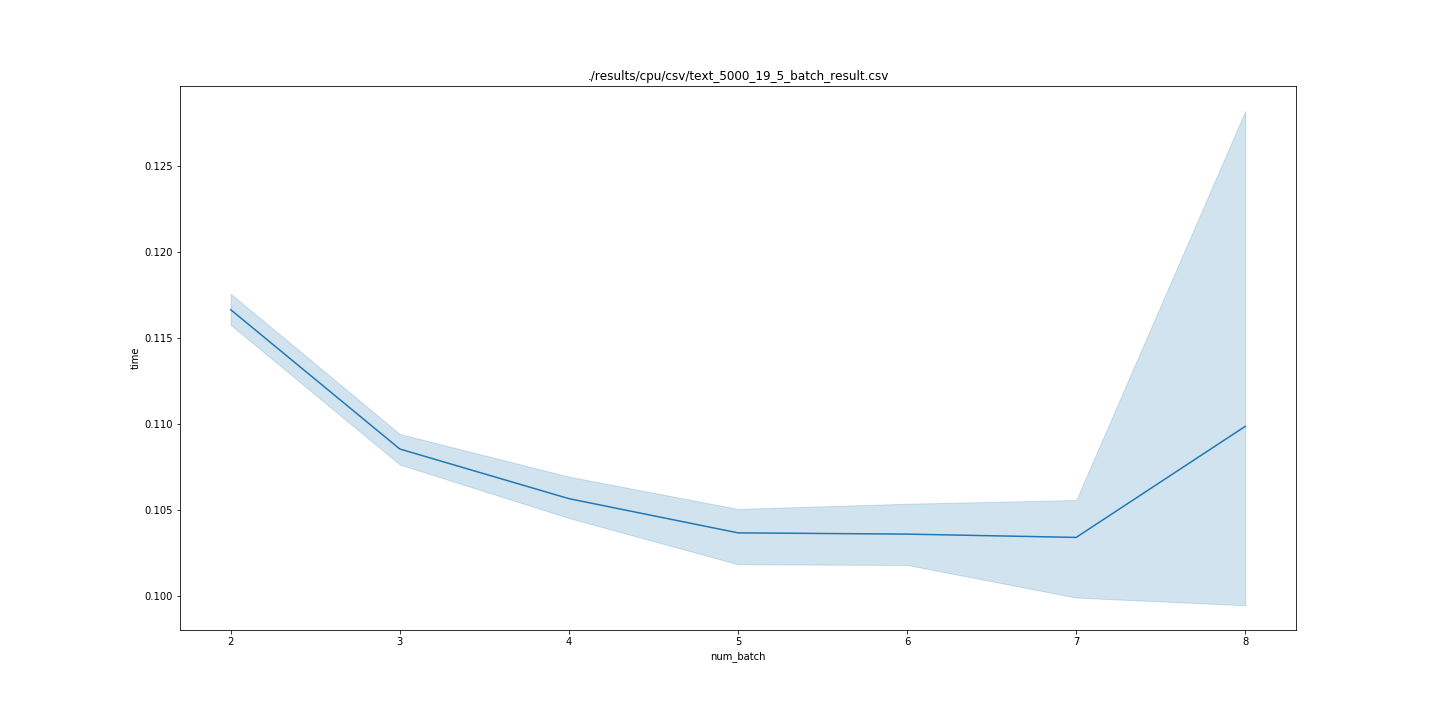 ./results/cpu/csv/text_5000_19_5_batch_result.csv
0.125
0.120
0.115
0.110
0.105
0.100
time
2 3 4 5 6 7 8
num_batch